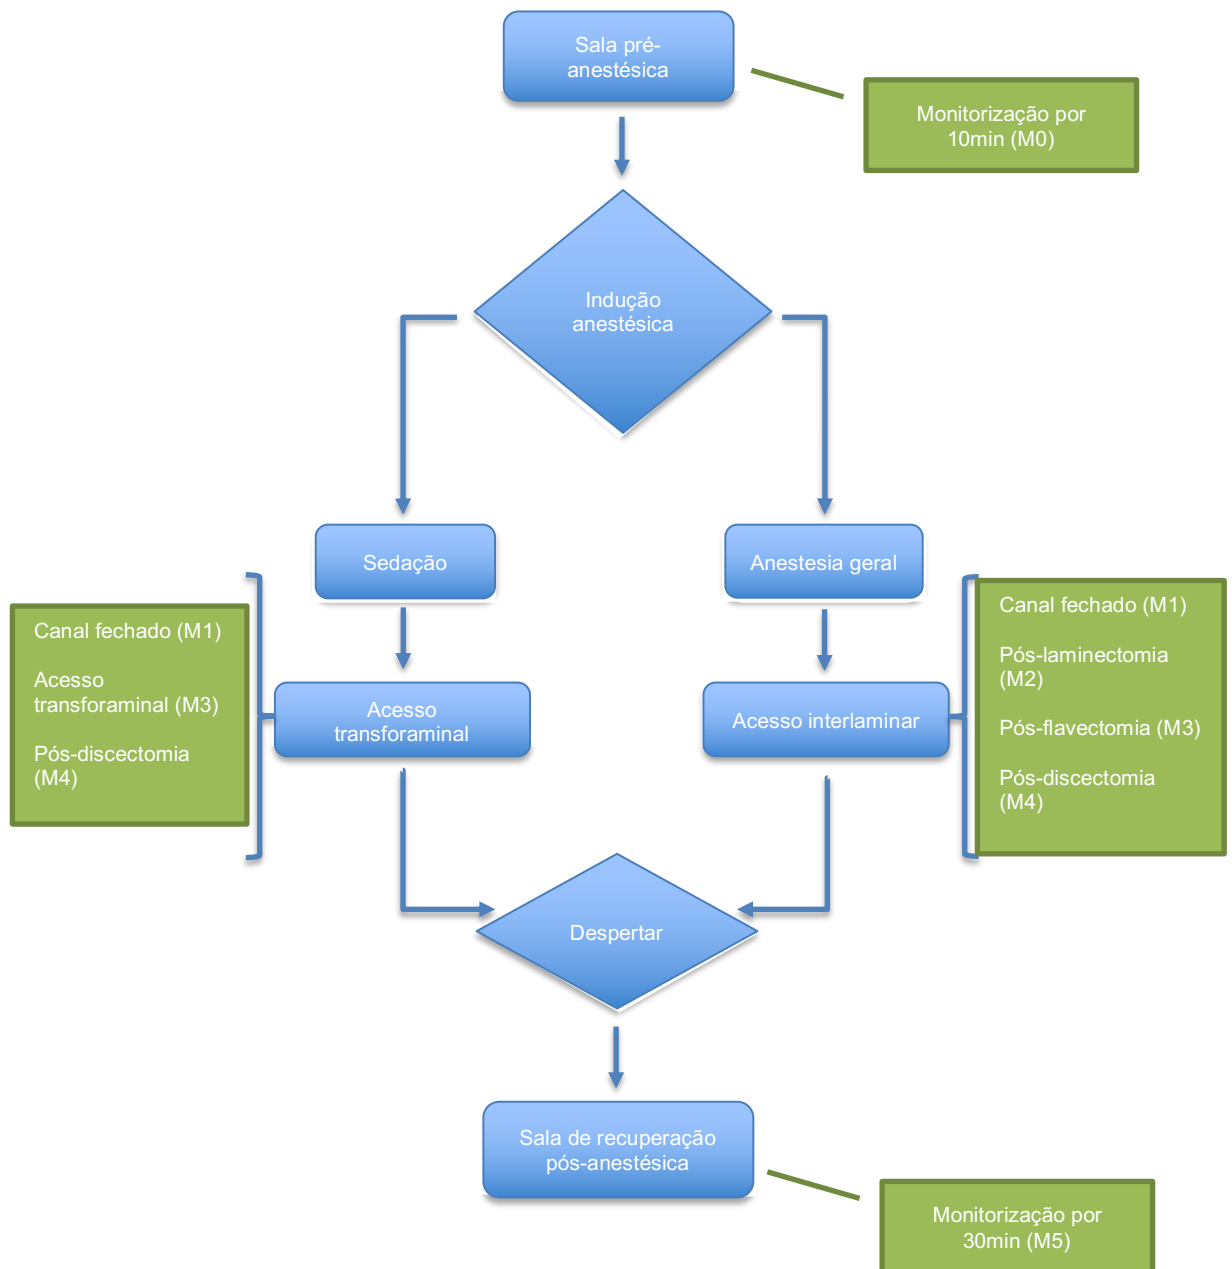 Sala pré-
anestésica
Monitorização por
10min (M0)
Indução
anestésica
Sedação
Anestesia geral
Canal fechado (M1)
Acesso
transforaminal (M3)
Pós-discectomia
(M4)
Acesso
transforaminal
Acesso interlaminar
Canal fechado (M1)
Pós-laminectomia
(M2)
Pós-flavectomia (M3)
Pós-discectomia
(M4)
Despertar
Sala de recuperação
pós-anestésica
Monitorização por
30min (M5)